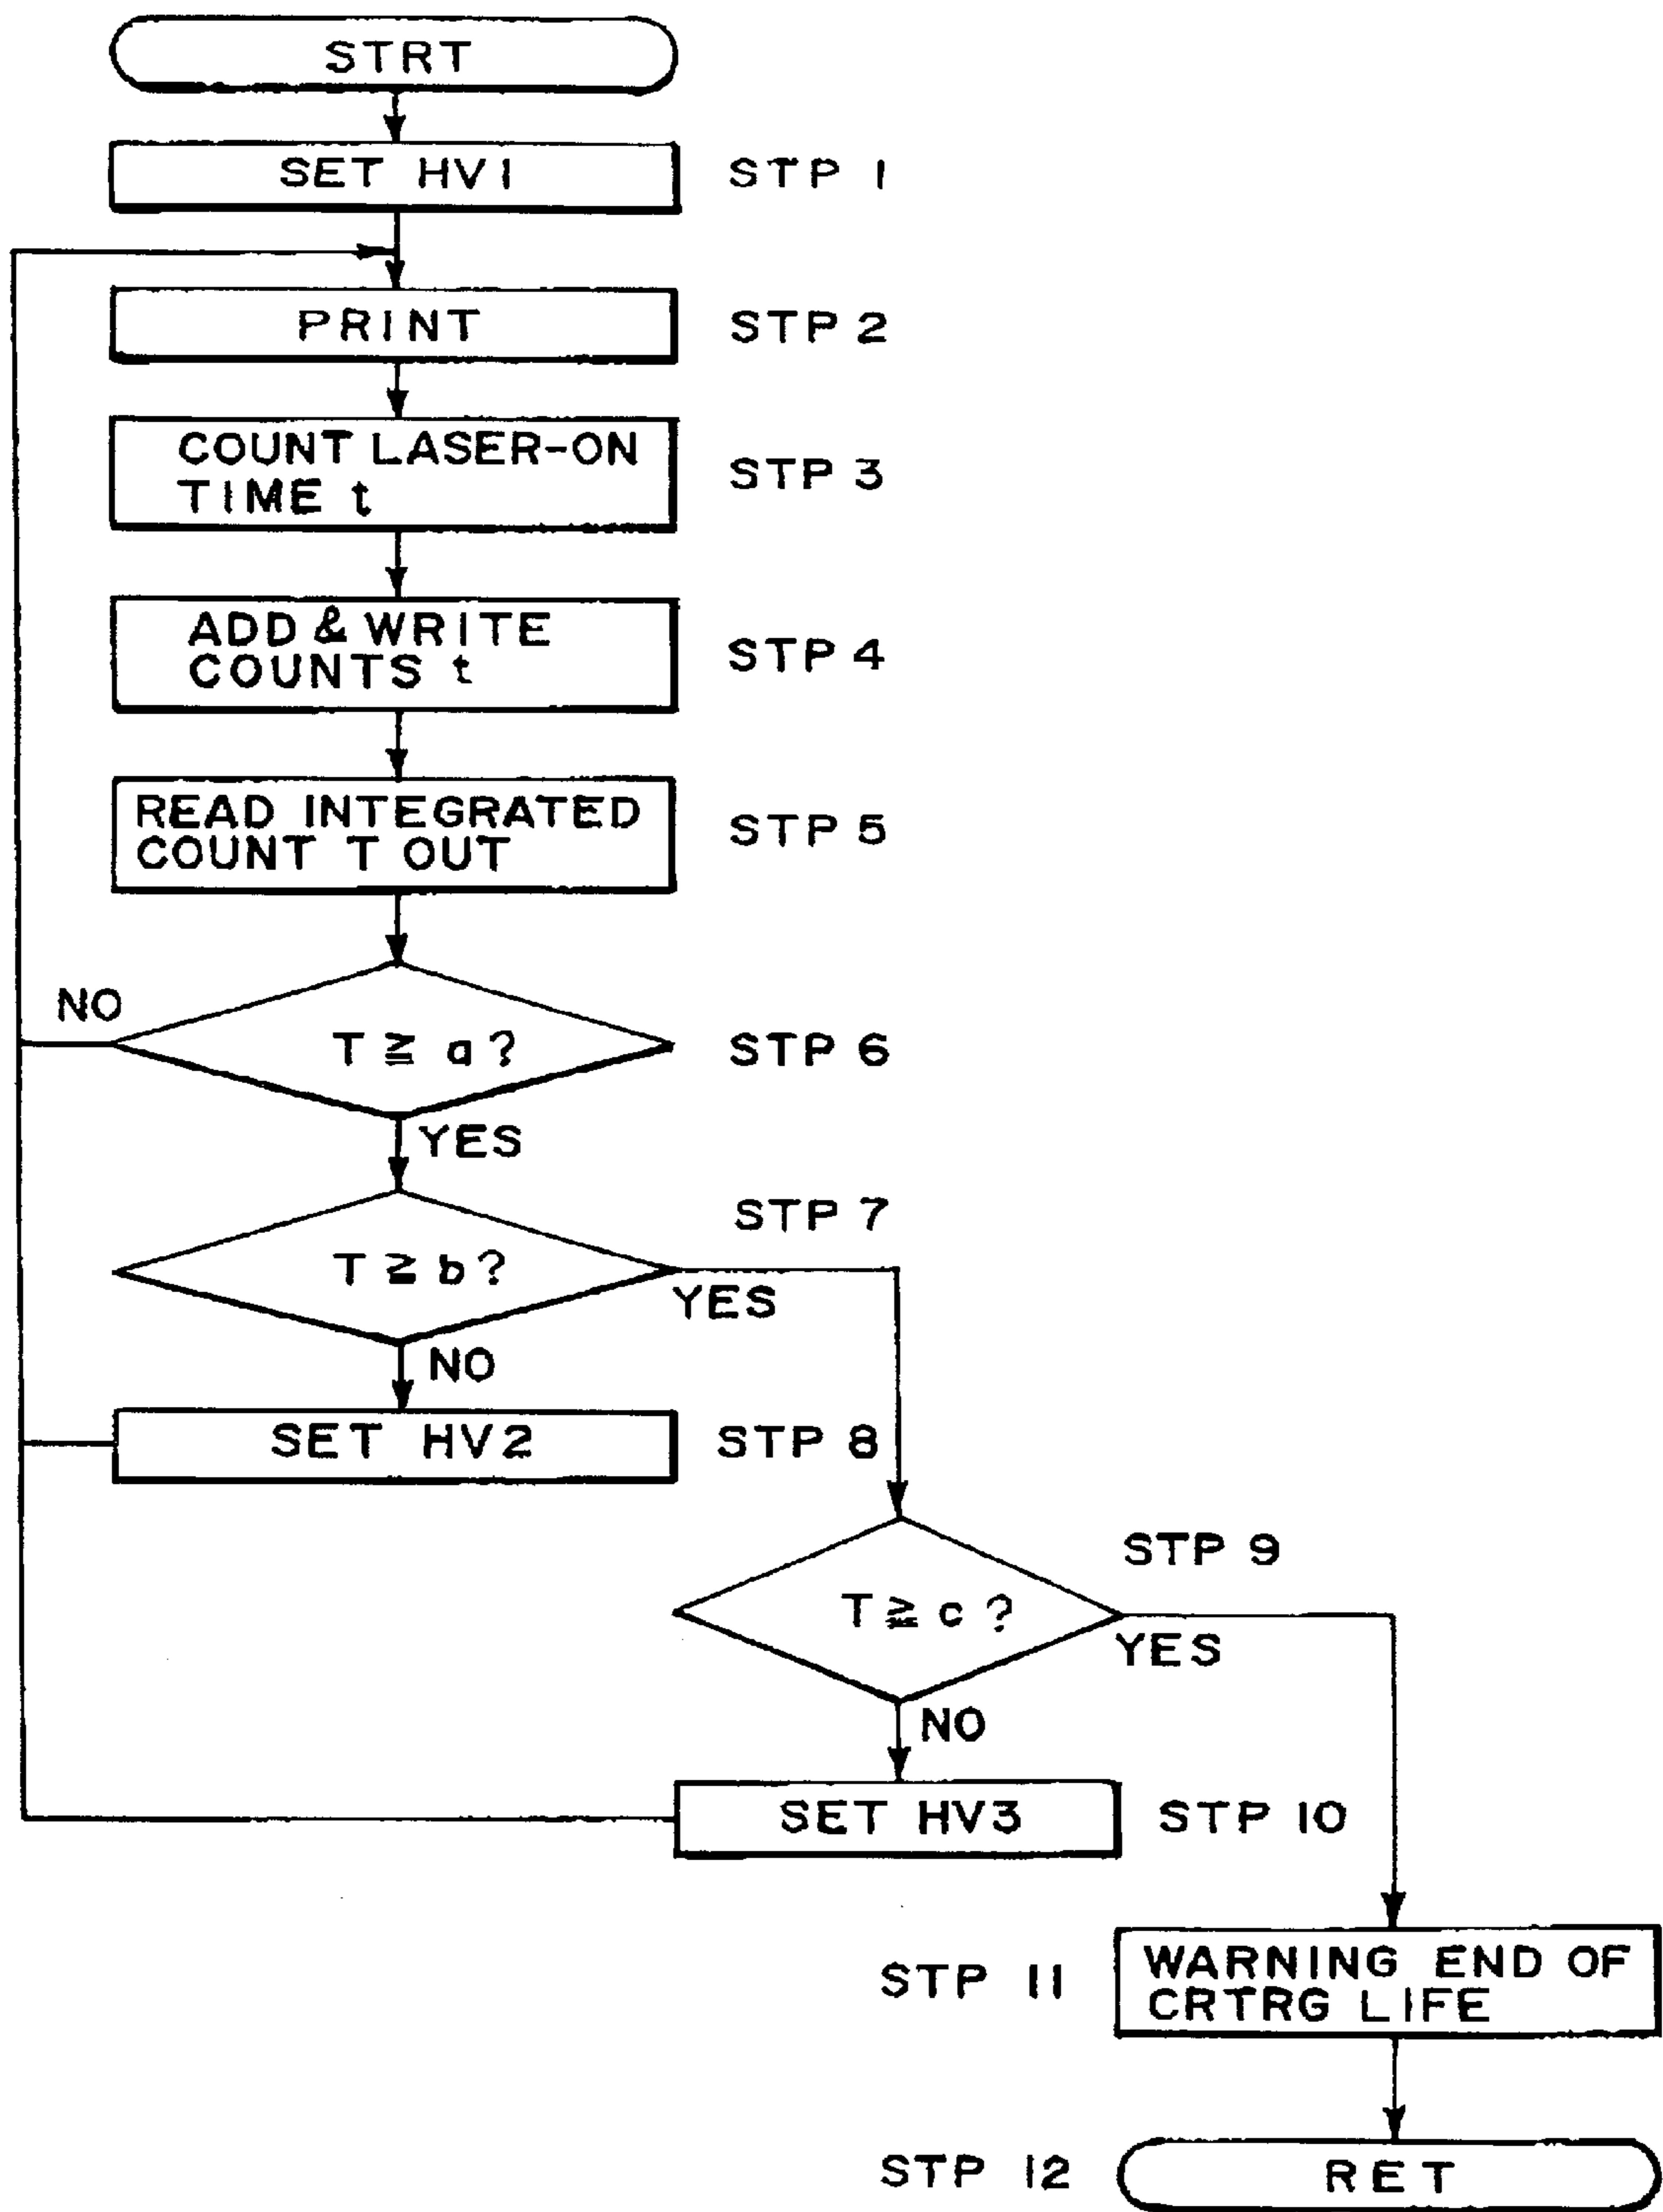 STRT
SET HV1
STP 1
PRINT
STP 2
COUNT LASER-ON
TIME t
STP 3
ADD & WRITE
COUNTS t
STP 4
READ INTEGRATED
COUNT T OUT
STP 5
NO
T ≧ a?
STP 6
YES
STP 7
T ≧ b?
YES
NO
SET HV2
STP 8
STP 9
T ≧ c?
YES
NO
SET HV3
STP 10
STP 11
WARNING END OF
CRTRG LIFE
STP 12
RET